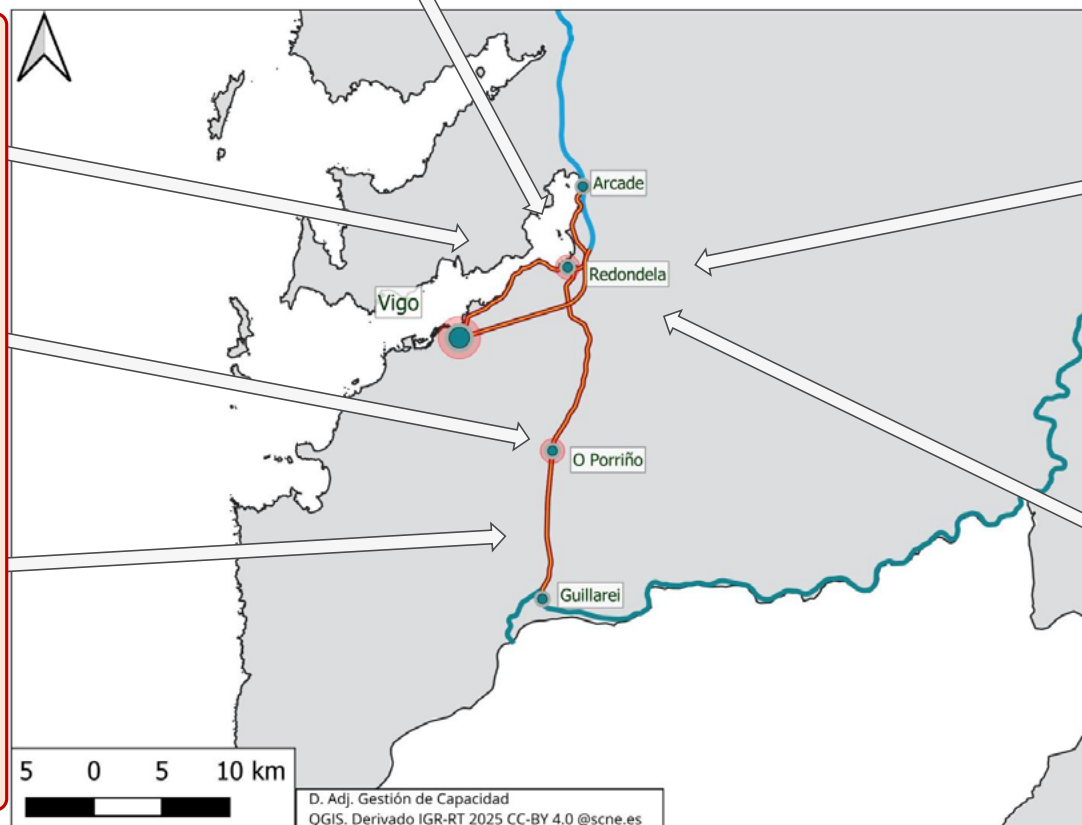 Arcade
Redondela
Vigo
O Porriño
Guillarei
5 0 5 10 km
D. Adj. Gestión de Capacidad
QGIS. Derivado IGR-RT 2025 CC-BY 4.0 @scne.es